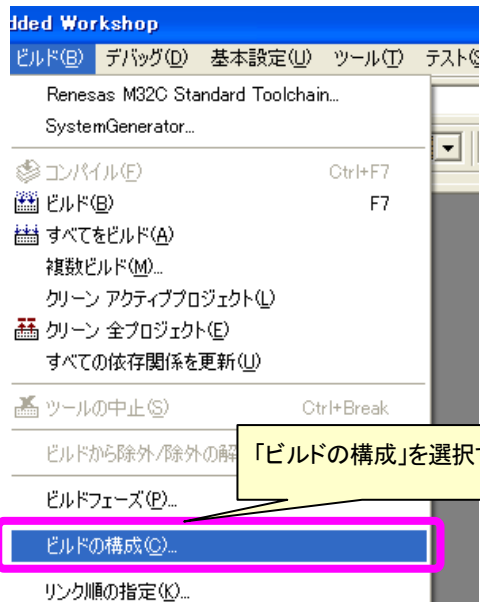 dded Workshop
ビルド(B) デバッグ(D) 基本設定(U) ツール(T) テスト(S
Renesas M32C Standard Toolchain...
SystemGenerator...
コンパイル(F) Ctrl+F7
ビルド(B) F7
すべてをビルド(A)
複数ビルド(M)...
クリーン アクティブプロジェクト(L)
クリーン 全プロジェクト(E)
すべての依存関係を更新(U)
ツールの中止(S) Ctrl+Break
ビルドから除外/除外の解
「ビルドの構成」を選択
ビルドフェーズ(P)...
ビルドの構成(C)...
リンク順の指定(K)...